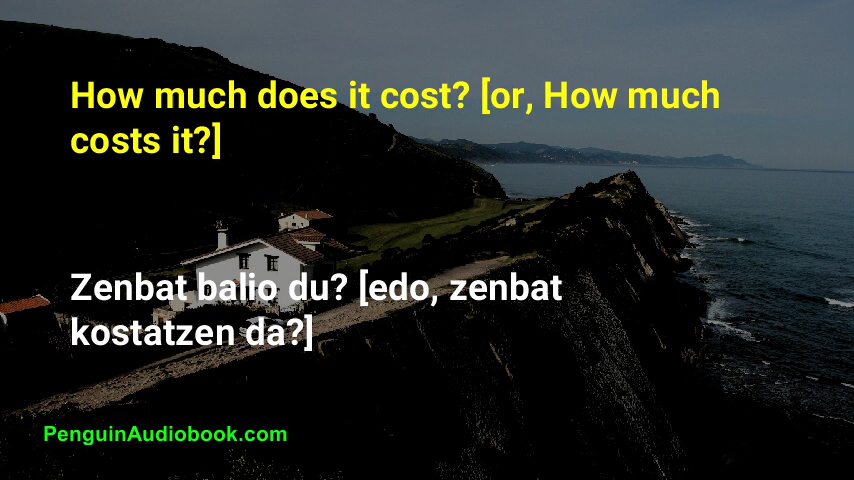 How much does it cost? [or, How much
costs it?]
Zenbat balio du? [edo, zenbat
kostatzen da?]
PenguinAudiobook.com